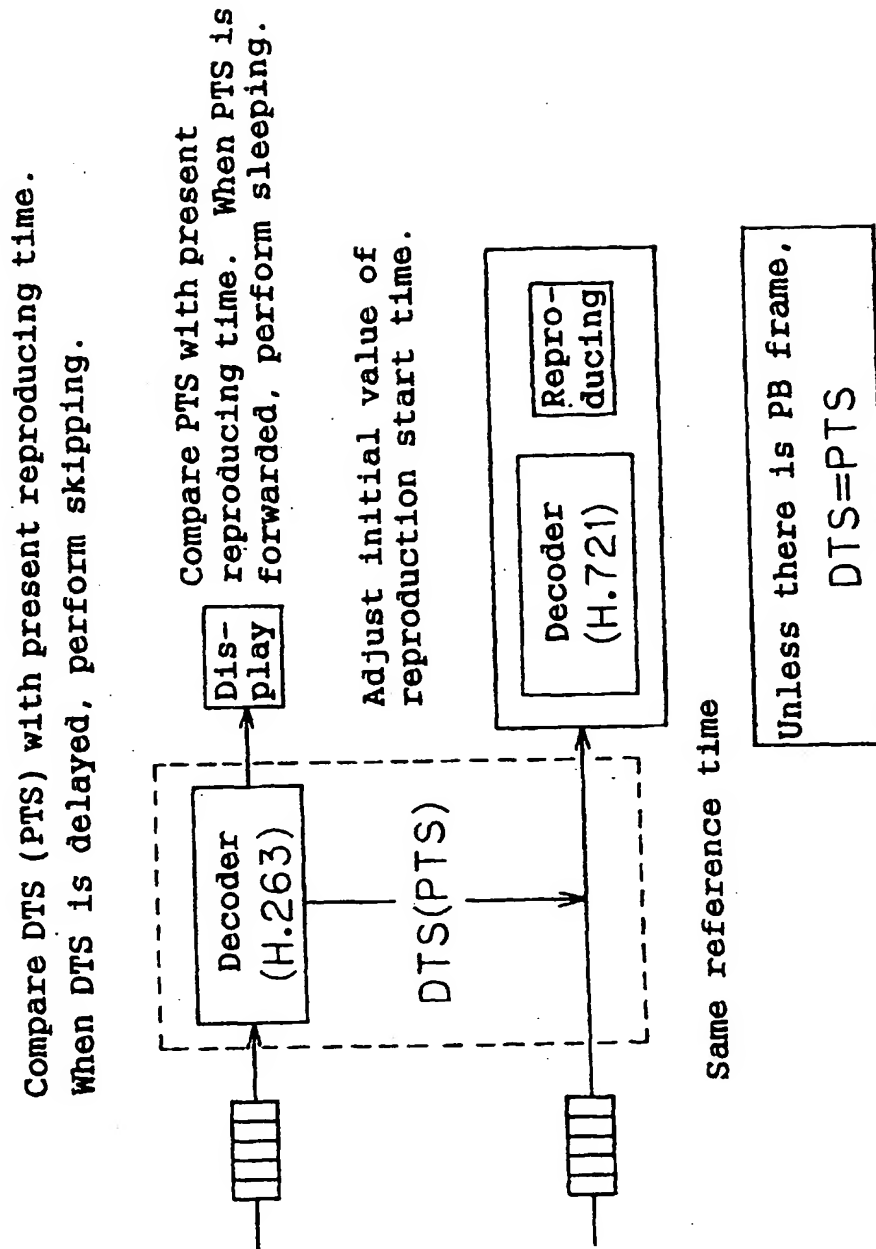 Compare DTS (PTS) with present reproducing time.
When DTS is delayed, perform skipping.
Decoder
(H.263)
Dis-
play
Compare PTS with present
reproducing time. When PTS is
forwarded, perform sleeping.
DTS(PTS)
Adjust initial value of
reproduction start time.
Decoder
(H.721)
Repro-
ducing
Same reference time
Unless there is PB frame,
DTS=PTS